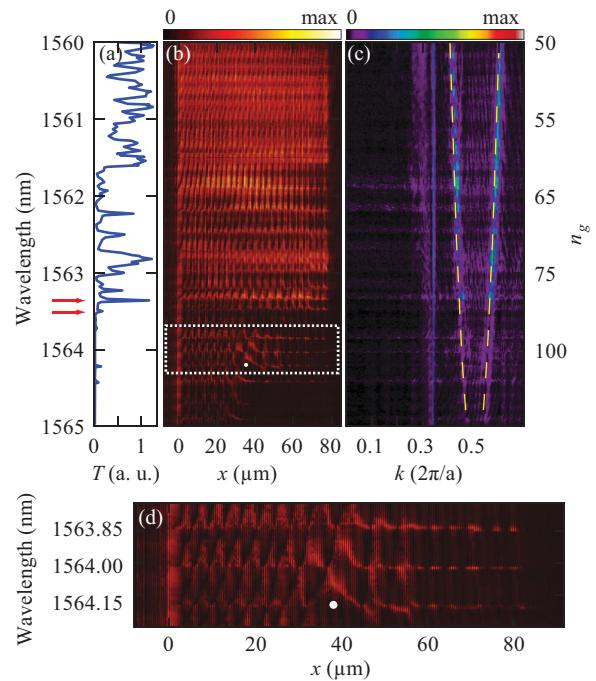 0 max 0 max
(a) (b) (c)
1560
1561
1562
1563
1564
1565
Wavelength (nm)
50
55
65
75
100
n_g
0 1
T (a. u.)
0 20 40 60 80
x (µm)
0.1 0.3 0.5
k (2π/a)
(d)
1563.85
1564.00
1564.15
Wavelength (nm)
0 20 40 60 80
x (µm)